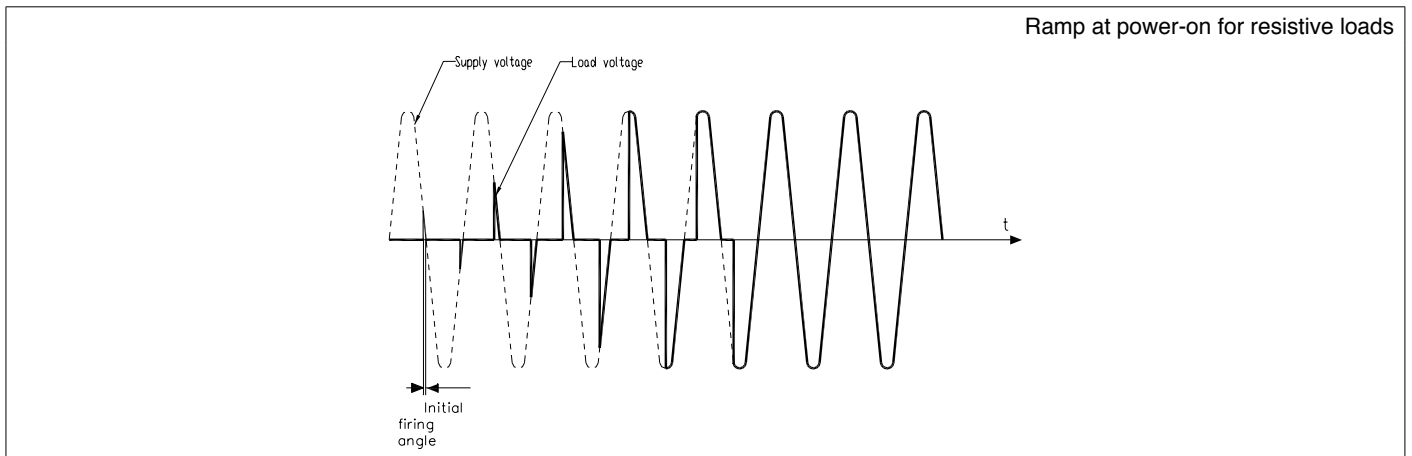 Ramp at power-on for resistive loads
Supply voltage
Load voltage
t
Initial
firing
angle